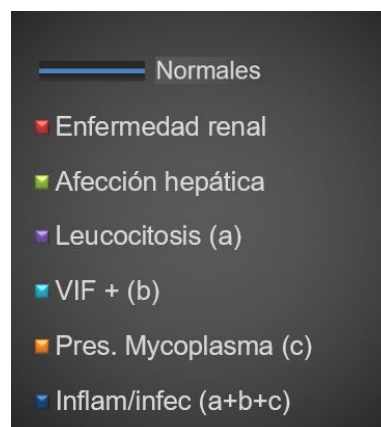 Normales
Enfermedad renal
Afección hepática
Leucocitosis (a)
VIF + (b)
Pres. Mycoplasma (c)
Inflam/infec (a+b+c)